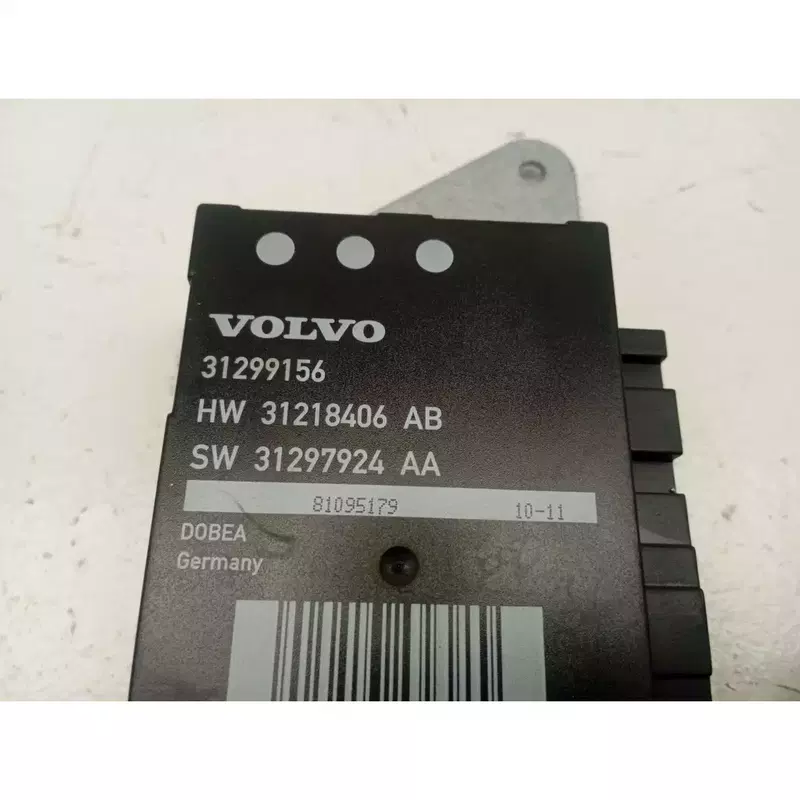 VOLVO
31299156
HW 31218406 AB
SW 31297924 AA
81095179 10-11
DOBEA
Germany